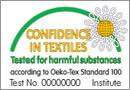 CONFIDENCE
IN TEXTILES
Tested for harmful substances
according to Oeko-Tex Standard 100
Test No. 00000000 Institute